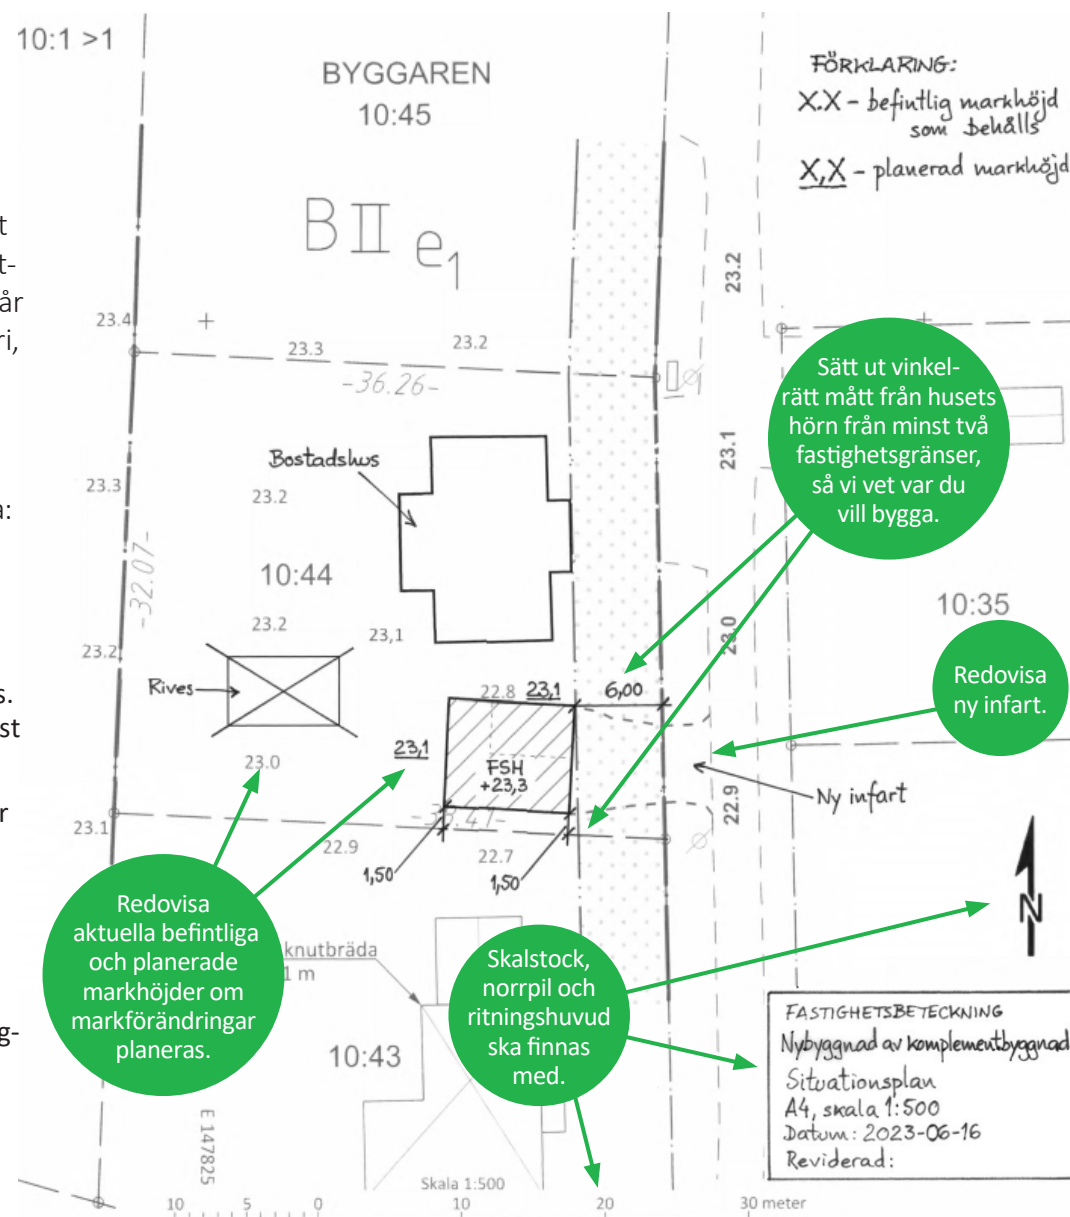 10:1 >1
BYGGAREN
10:45
FÖRKLARING:
X.X - befintlig markhöjd
som behålls
X,X - planerad markhöjd
B II e1
t
t-
år
ri,
23.2
23.4
23.3
23.2
-36.26-
Sätt ut vinkel-
rätt mått från husets
hörn från minst två
fastighetsgränser,
så vi vet var du
vill bygga.
23.1
Bostadshus
23.3
23.2
a:
-32.07-
10:44
10:35
23.2
23,1
23.0
23.2
Rives
s.
st
22.8
23,1
6,00
Redovisa
ny infart.
23,1
23.0
FSH
+23,3
Ny infart
22.9
r
23.1
22.9
1,50
22.7
1,50
Redovisa
aktuella befintliga
och planerade
markhöjder om
markförändringar
planeras.
knutbräda
1 m
Skalstock,
norrpil och
ritningshuvud
ska finnas
med.
N
g-
10:43
FASTIGHETSBETECKNING
Nybyggnad av komplementbyggnad
Situationsplan
A4, skala 1:500
Datum: 2023-06-16
Reviderad:
E 147825
Skala 1:500
10 5 0 10 20 30 meter